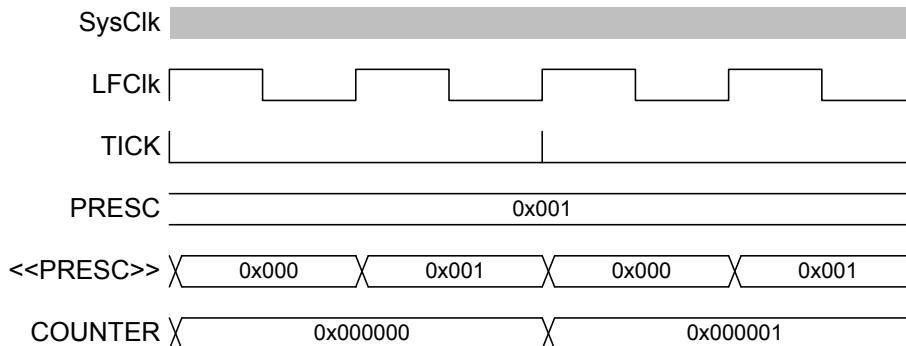 SysClk
LFClk
TICK
PRESC 0x001
<<PRESC>> 0x000 0x001 0x000 0x001
COUNTER 0x000000 0x000001